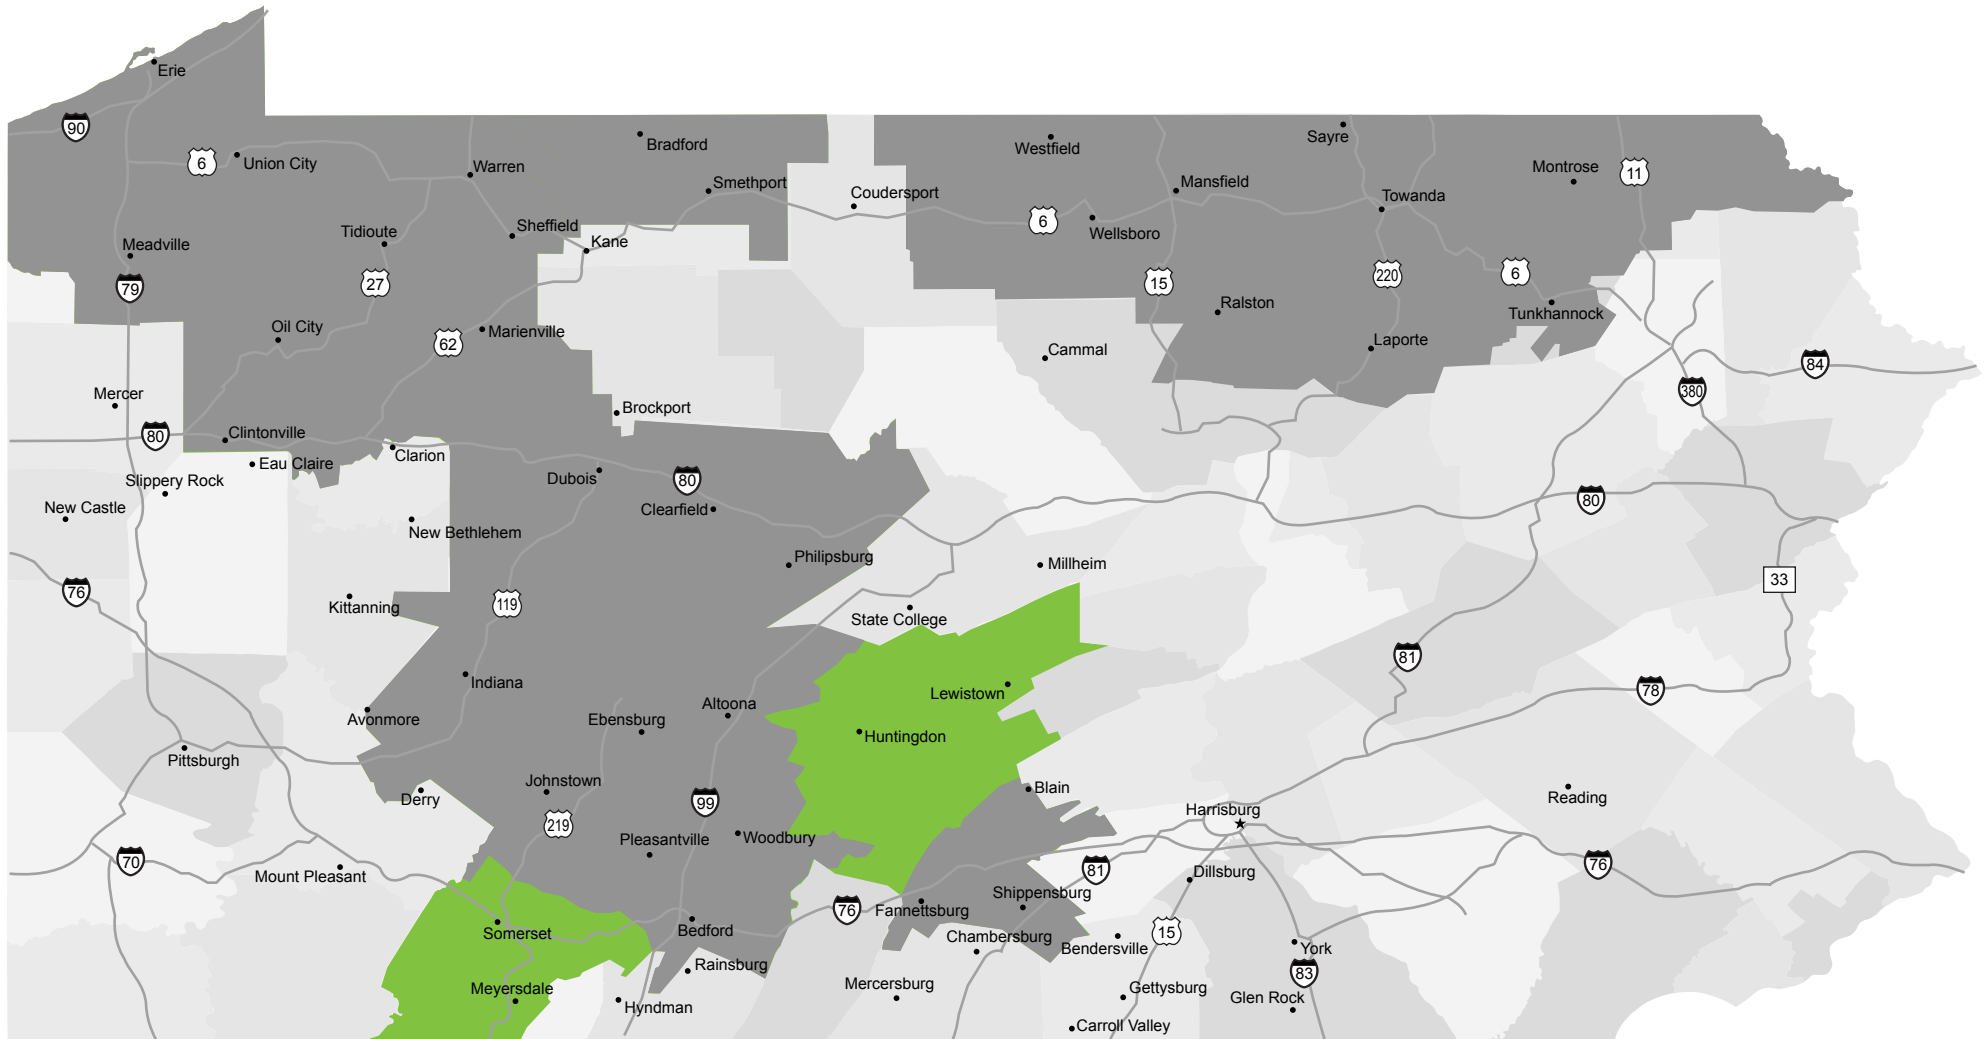 Erie
90
6
Union City
Warren
Bradford
Smethport
Coudersport
Westfield
Sayre
Montrose
11
Mansfield
Towanda
6
Wellsboro
Meadville
Tidioute
Sheffield
Kane
79
27
15
220
6
Tunkhannock
Ralston
Oil City
62
Marienville
Laporte
Cammal
84
380
Mercer
Brockport
80
Clintonville
Clarion
Eau Claire
Slippery Rock
Dubois
80
Clearfield
80
New Castle
New Bethlehem
Philipsburg
Millheim
33
76
Kittanning
119
State College
81
Indiana
Lewistown
78
Avonmore
Ebensburg
Altoona
Huntingdon
Pittsburgh
Johnstown
Derry
99
Blain
Harrisburg
Reading
219
Pleasantville
Woodbury
70
Mount Pleasant
81
Dillsburg
76
Shippensburg
76
Fannettsburg
Somerset
Bedford
Chambersburg
Bendersville
15
York
Rainsburg
83
Meyersdale
Hyndman
Mercersburg
Gettysburg
Glen Rock
Carroll Valley